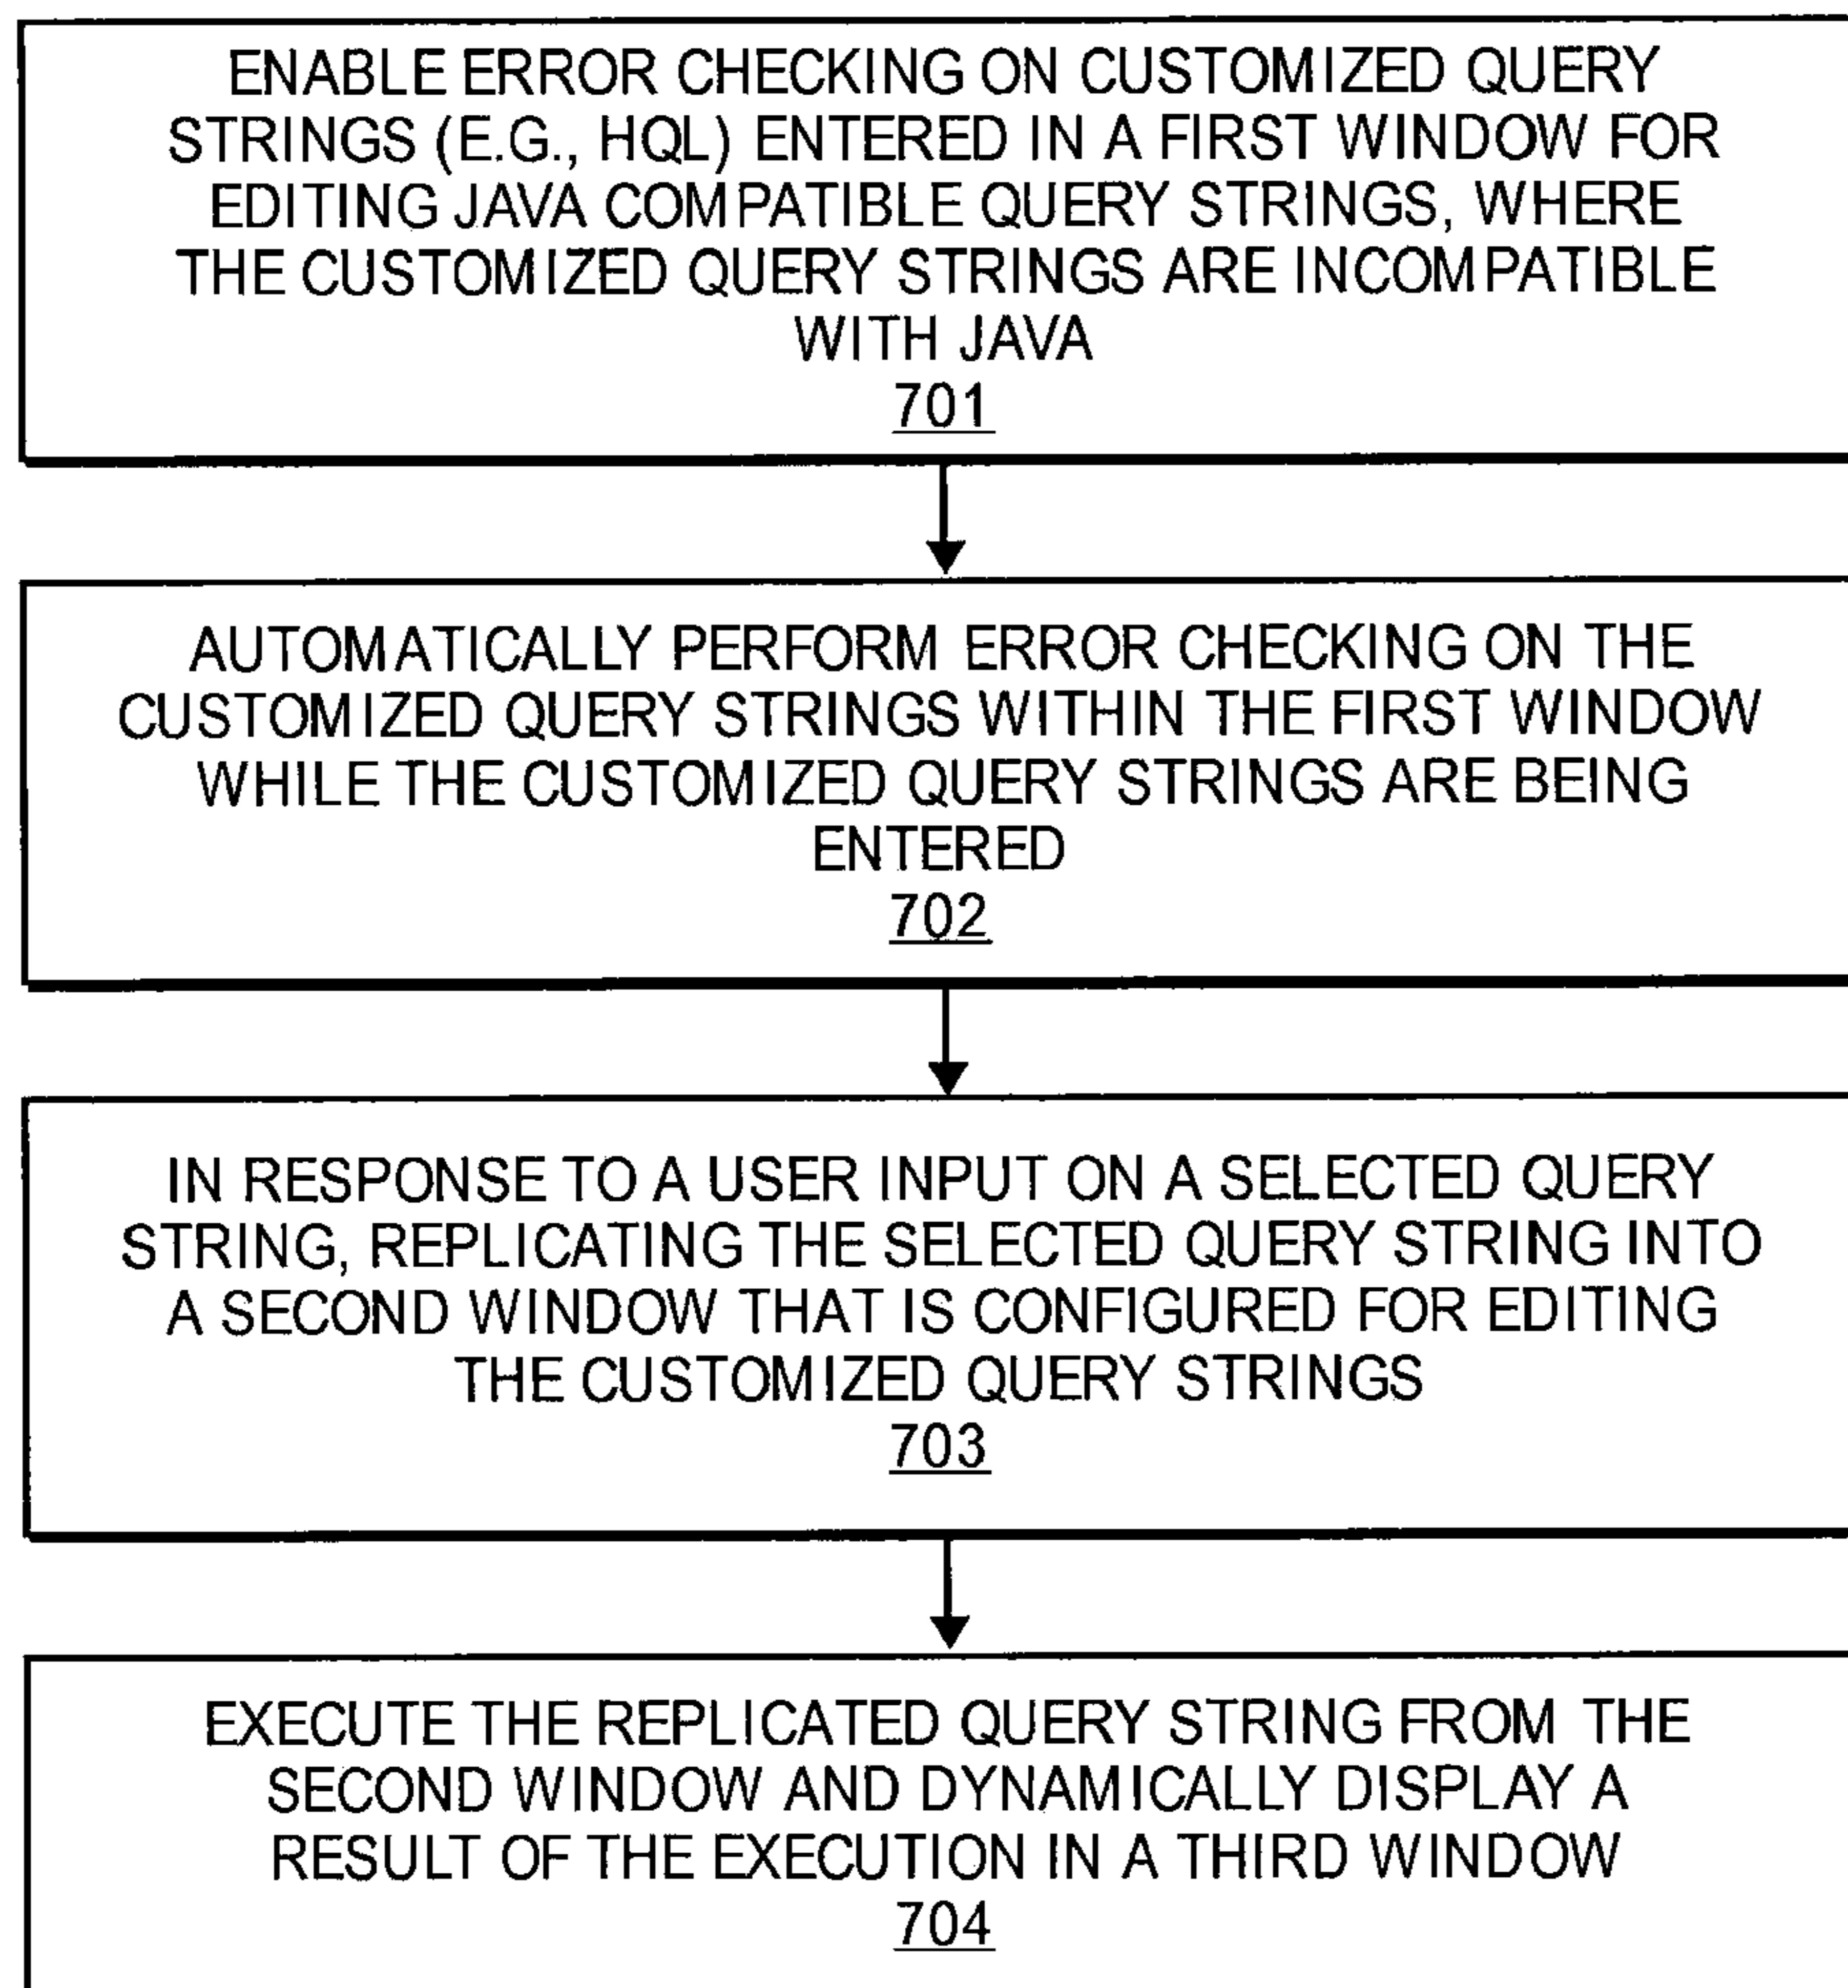 ENABLE ERROR CHECKING ON CUSTOMIZED QUERY
STRINGS (E.G., HQL) ENTERED IN A FIRST WINDOW FOR
EDITING JAVA COMPATIBLE QUERY STRINGS, WHERE
THE CUSTOMIZED QUERY STRINGS ARE INCOMPATIBLE
WITH JAVA
701
AUTOMATICALLY PERFORM ERROR CHECKING ON THE
CUSTOMIZED QUERY STRINGS WITHIN THE FIRST WINDOW
WHILE THE CUSTOMIZED QUERY STRINGS ARE BEING
ENTERED
702
IN RESPONSE TO A USER INPUT ON A SELECTED QUERY
STRING, REPLICATING THE SELECTED QUERY STRING INTO
A SECOND WINDOW THAT IS CONFIGURED FOR EDITING
THE CUSTOMIZED QUERY STRINGS
703
EXECUTE THE REPLICATED QUERY STRING FROM THE
SECOND WINDOW AND DYNAMICALLY DISPLAY A
RESULT OF THE EXECUTION IN A THIRD WINDOW
704